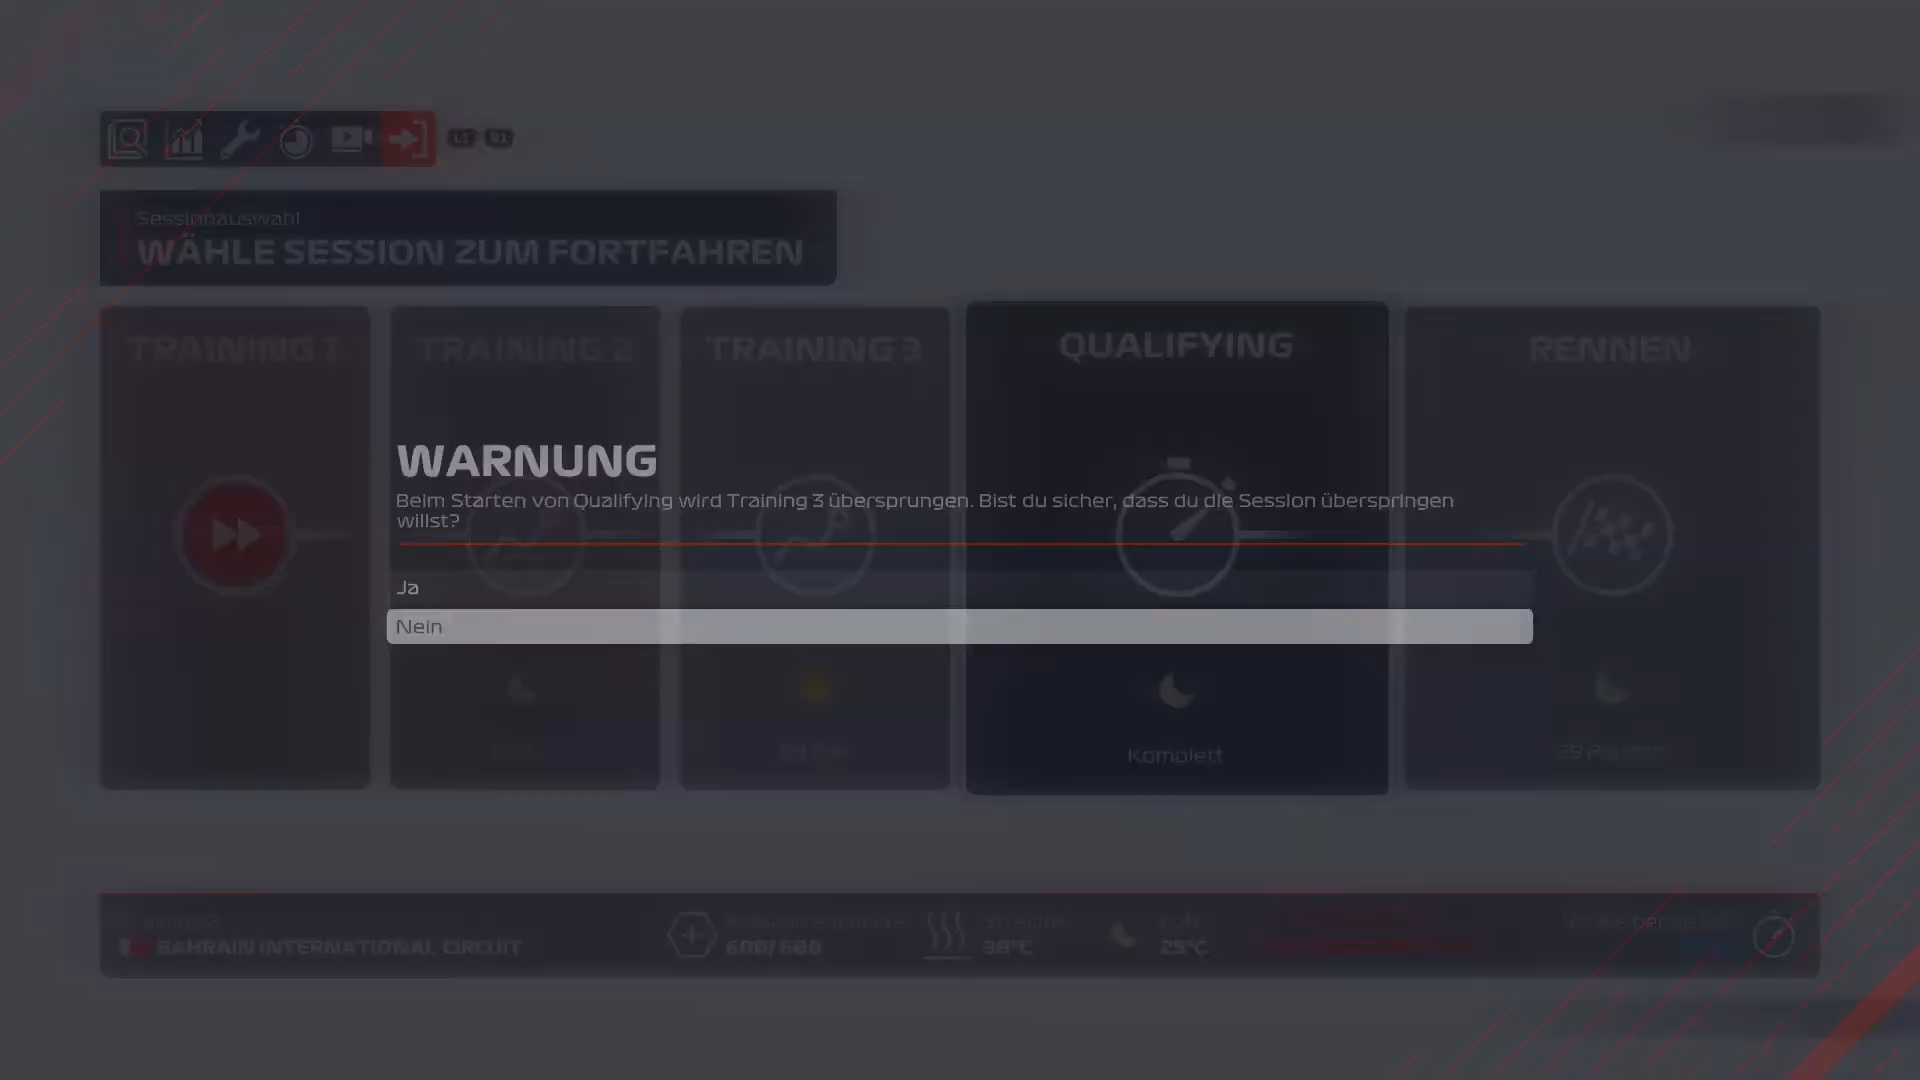 Sessionauswahl
WÄHLE SESSION ZUM FORTFAHREN
TRAINING 1
TRAINING 2
TRAINING 3
QUALIFYING
RENNEN
WARNUNG
Beim Starten von Qualifying wird Training 3 übersprungen. Bist du sicher, dass du die Session überspringen
willst?
Ja
Nein
Komplett
BAHRAIN INTERNATIONAL CIRCUIT
600/600
38°C
25°C